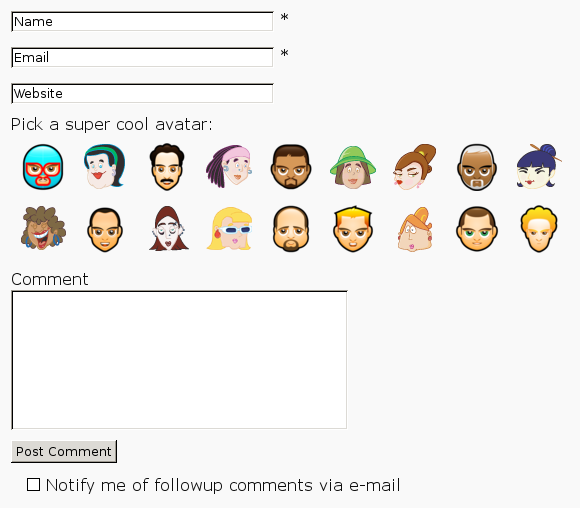 Name *
Email *
Website
Pick a super cool avatar:
Comment
Post Comment
Notify me of followup comments via e-mail